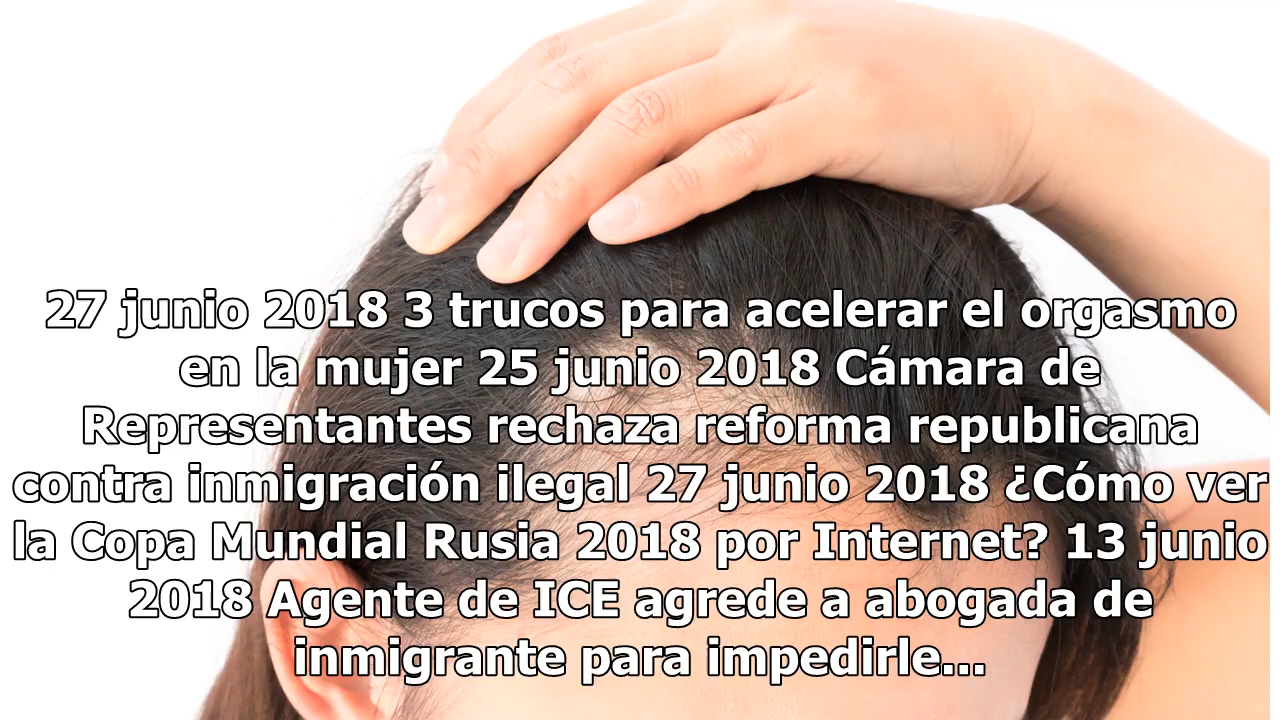 27 junio 2018 3 trucos para acelerar el orgasmo
en la mujer 25 junio 2018 Cámara de
Representantes rechaza reforma republicana
contra inmigración ilegal 27 junio 2018 ¿Cómo ver
la Copa Mundial Rusia 2018 por Internet? 13 junio
2018 Agente de ICE agrede a abogada de
inmigrante para impedirle...